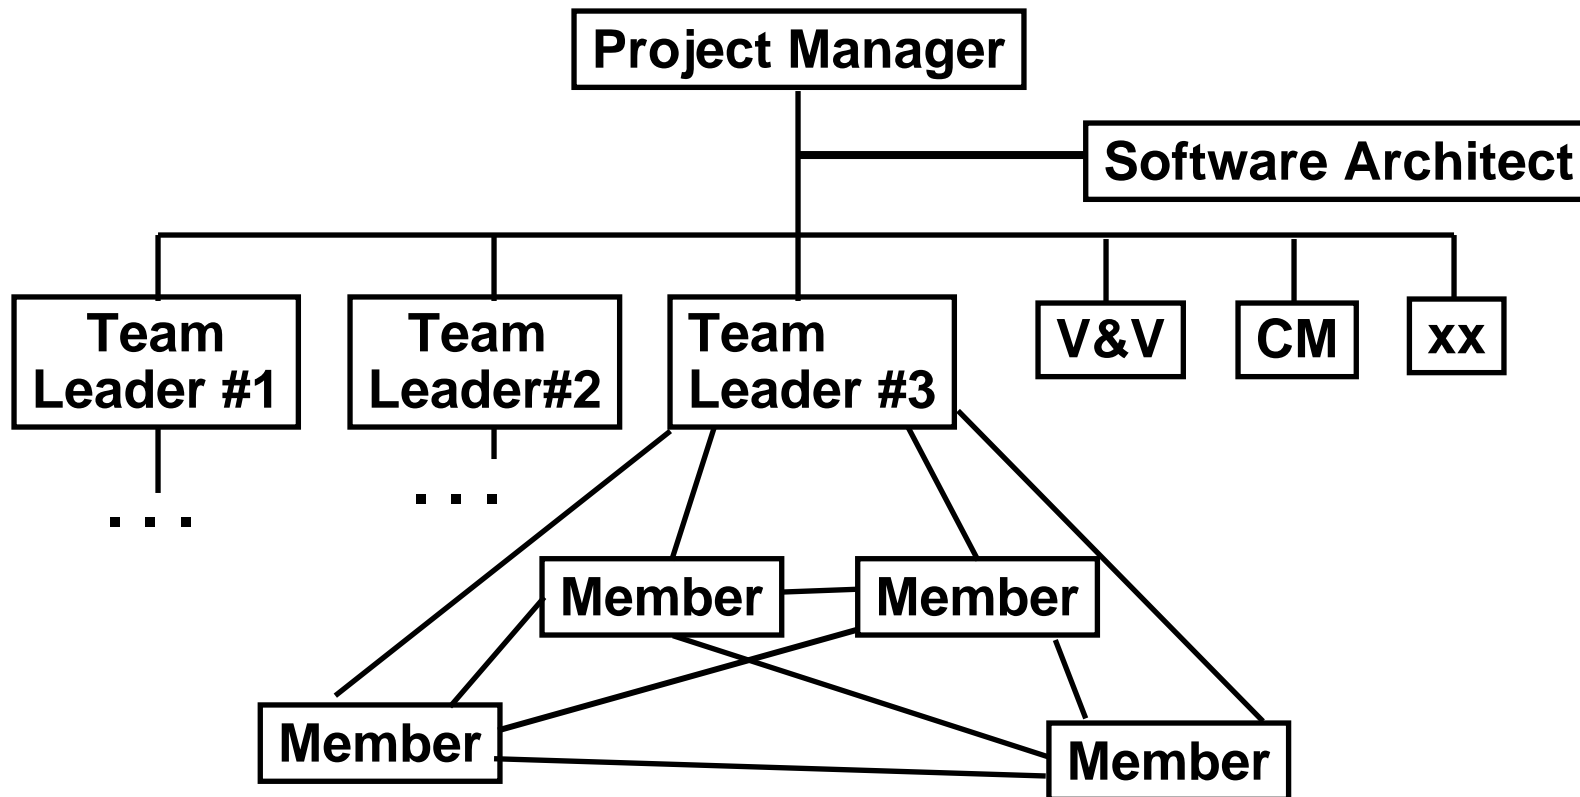 Project Manager
Software Architect
Team
Leader #1
Team
Leader#2
Team
Leader #3
V&V
CM
xx
. . .
. . .
Member
Member
Member
Member